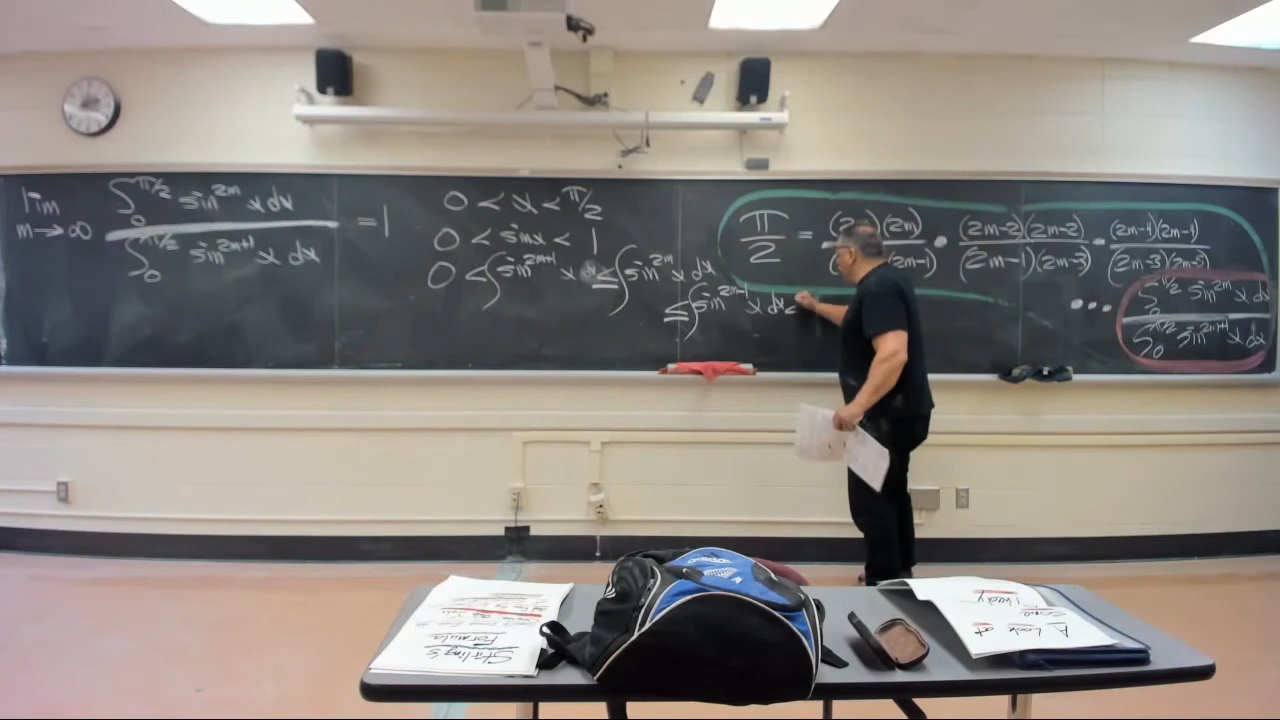 lim m→∞ ∫₀^π/2 sin^2m x dx / ∫₀^π/2 sin^2m+1 x dx = 1
0 < x < π/2
0 < sin x < 1
0 < ∫ sin^2m+1 x dx ≤ ∫ sin^2m x dx
≤ ∫ sin^2m-1 x dx <
π/2 = (2m)(2m) / (2m-1) • (2m-2)(2m-2) / (2m-1)(2m-3) • (2m-4)(2m-4) / (2m-3)(2m-5)
••• ∫₀^π/2 sin^2m x dx / ∫₀^π/2 sin^2m+1 x dx
adidas
Stirling's
Formula
A Look at
Some